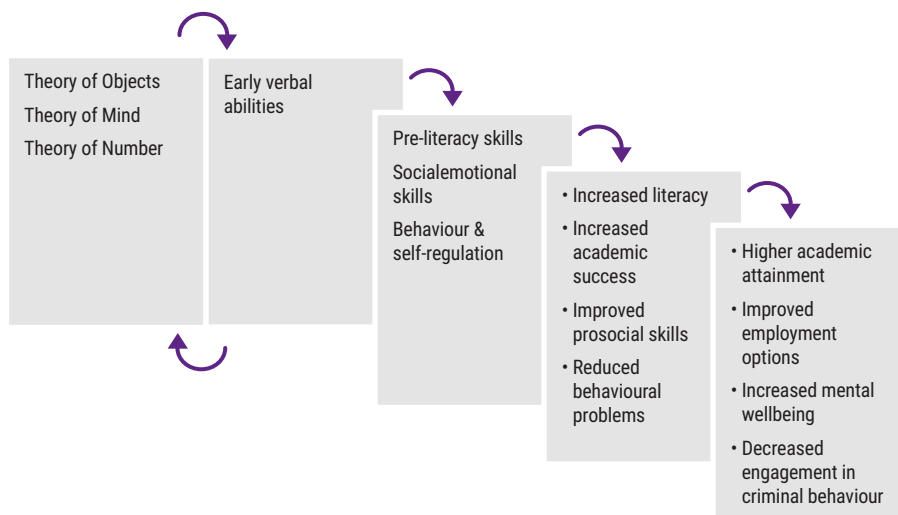 Theory of Objects
Theory of Mind
Theory of Number
Early verbal
abilities
Pre-literacy skills
Socialemotional
skills
Behaviour &
self-regulation
• Increased literacy
• Increased
academic
success
• Improved
prosocial skills
• Reduced
behavioural
problems
• Higher academic
attainment
• Improved
employment
options
• Increased mental
wellbeing
• Decreased
engagement in
criminal behaviour